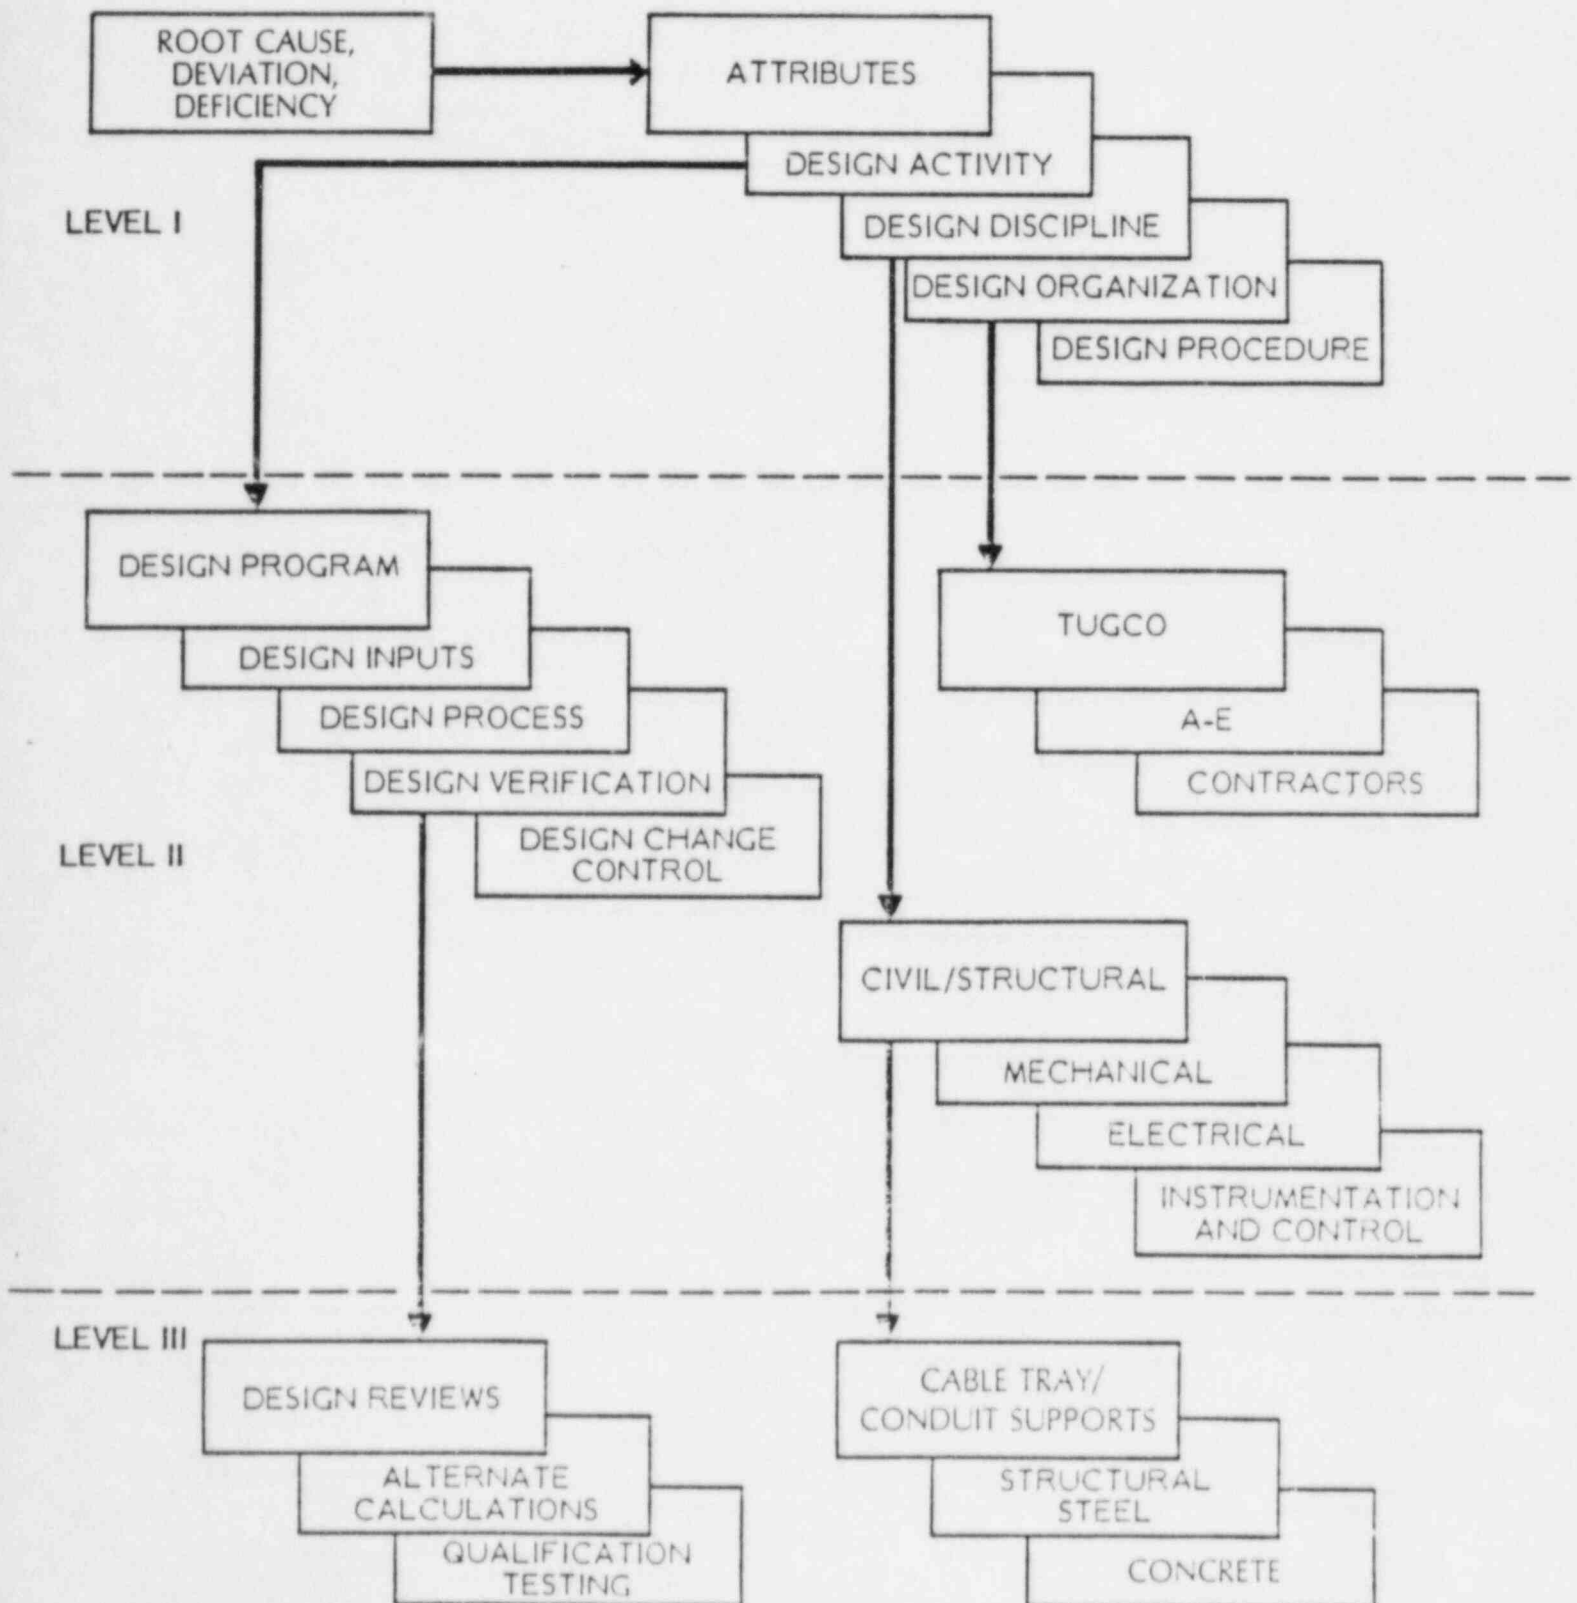 ROOT CAUSE,
DEVIATION,
DEFICIENCY
ATTRIBUTES
DESIGN ACTIVITY
LEVEL I
DESIGN DISCIPLINE
DESIGN ORGANIZATION
DESIGN PROCEDURE
DESIGN PROGRAM
DESIGN INPUTS
DESIGN PROCESS
DESIGN VERIFICATION
DESIGN CHANGE
CONTROL
LEVEL II
TUGCO
A-E
CONTRACTORS
CIVIL/STRUCTURAL
MECHANICAL
ELECTRICAL
INSTRUMENTATION
AND CONTROL
LEVEL III
DESIGN REVIEWS
ALTERNATE
CALCULATIONS
QUALIFICATION
TESTING
CABLE TRAY/
CONDUIT SUPPORTS
STRUCTURAL
STEEL
CONCRETE